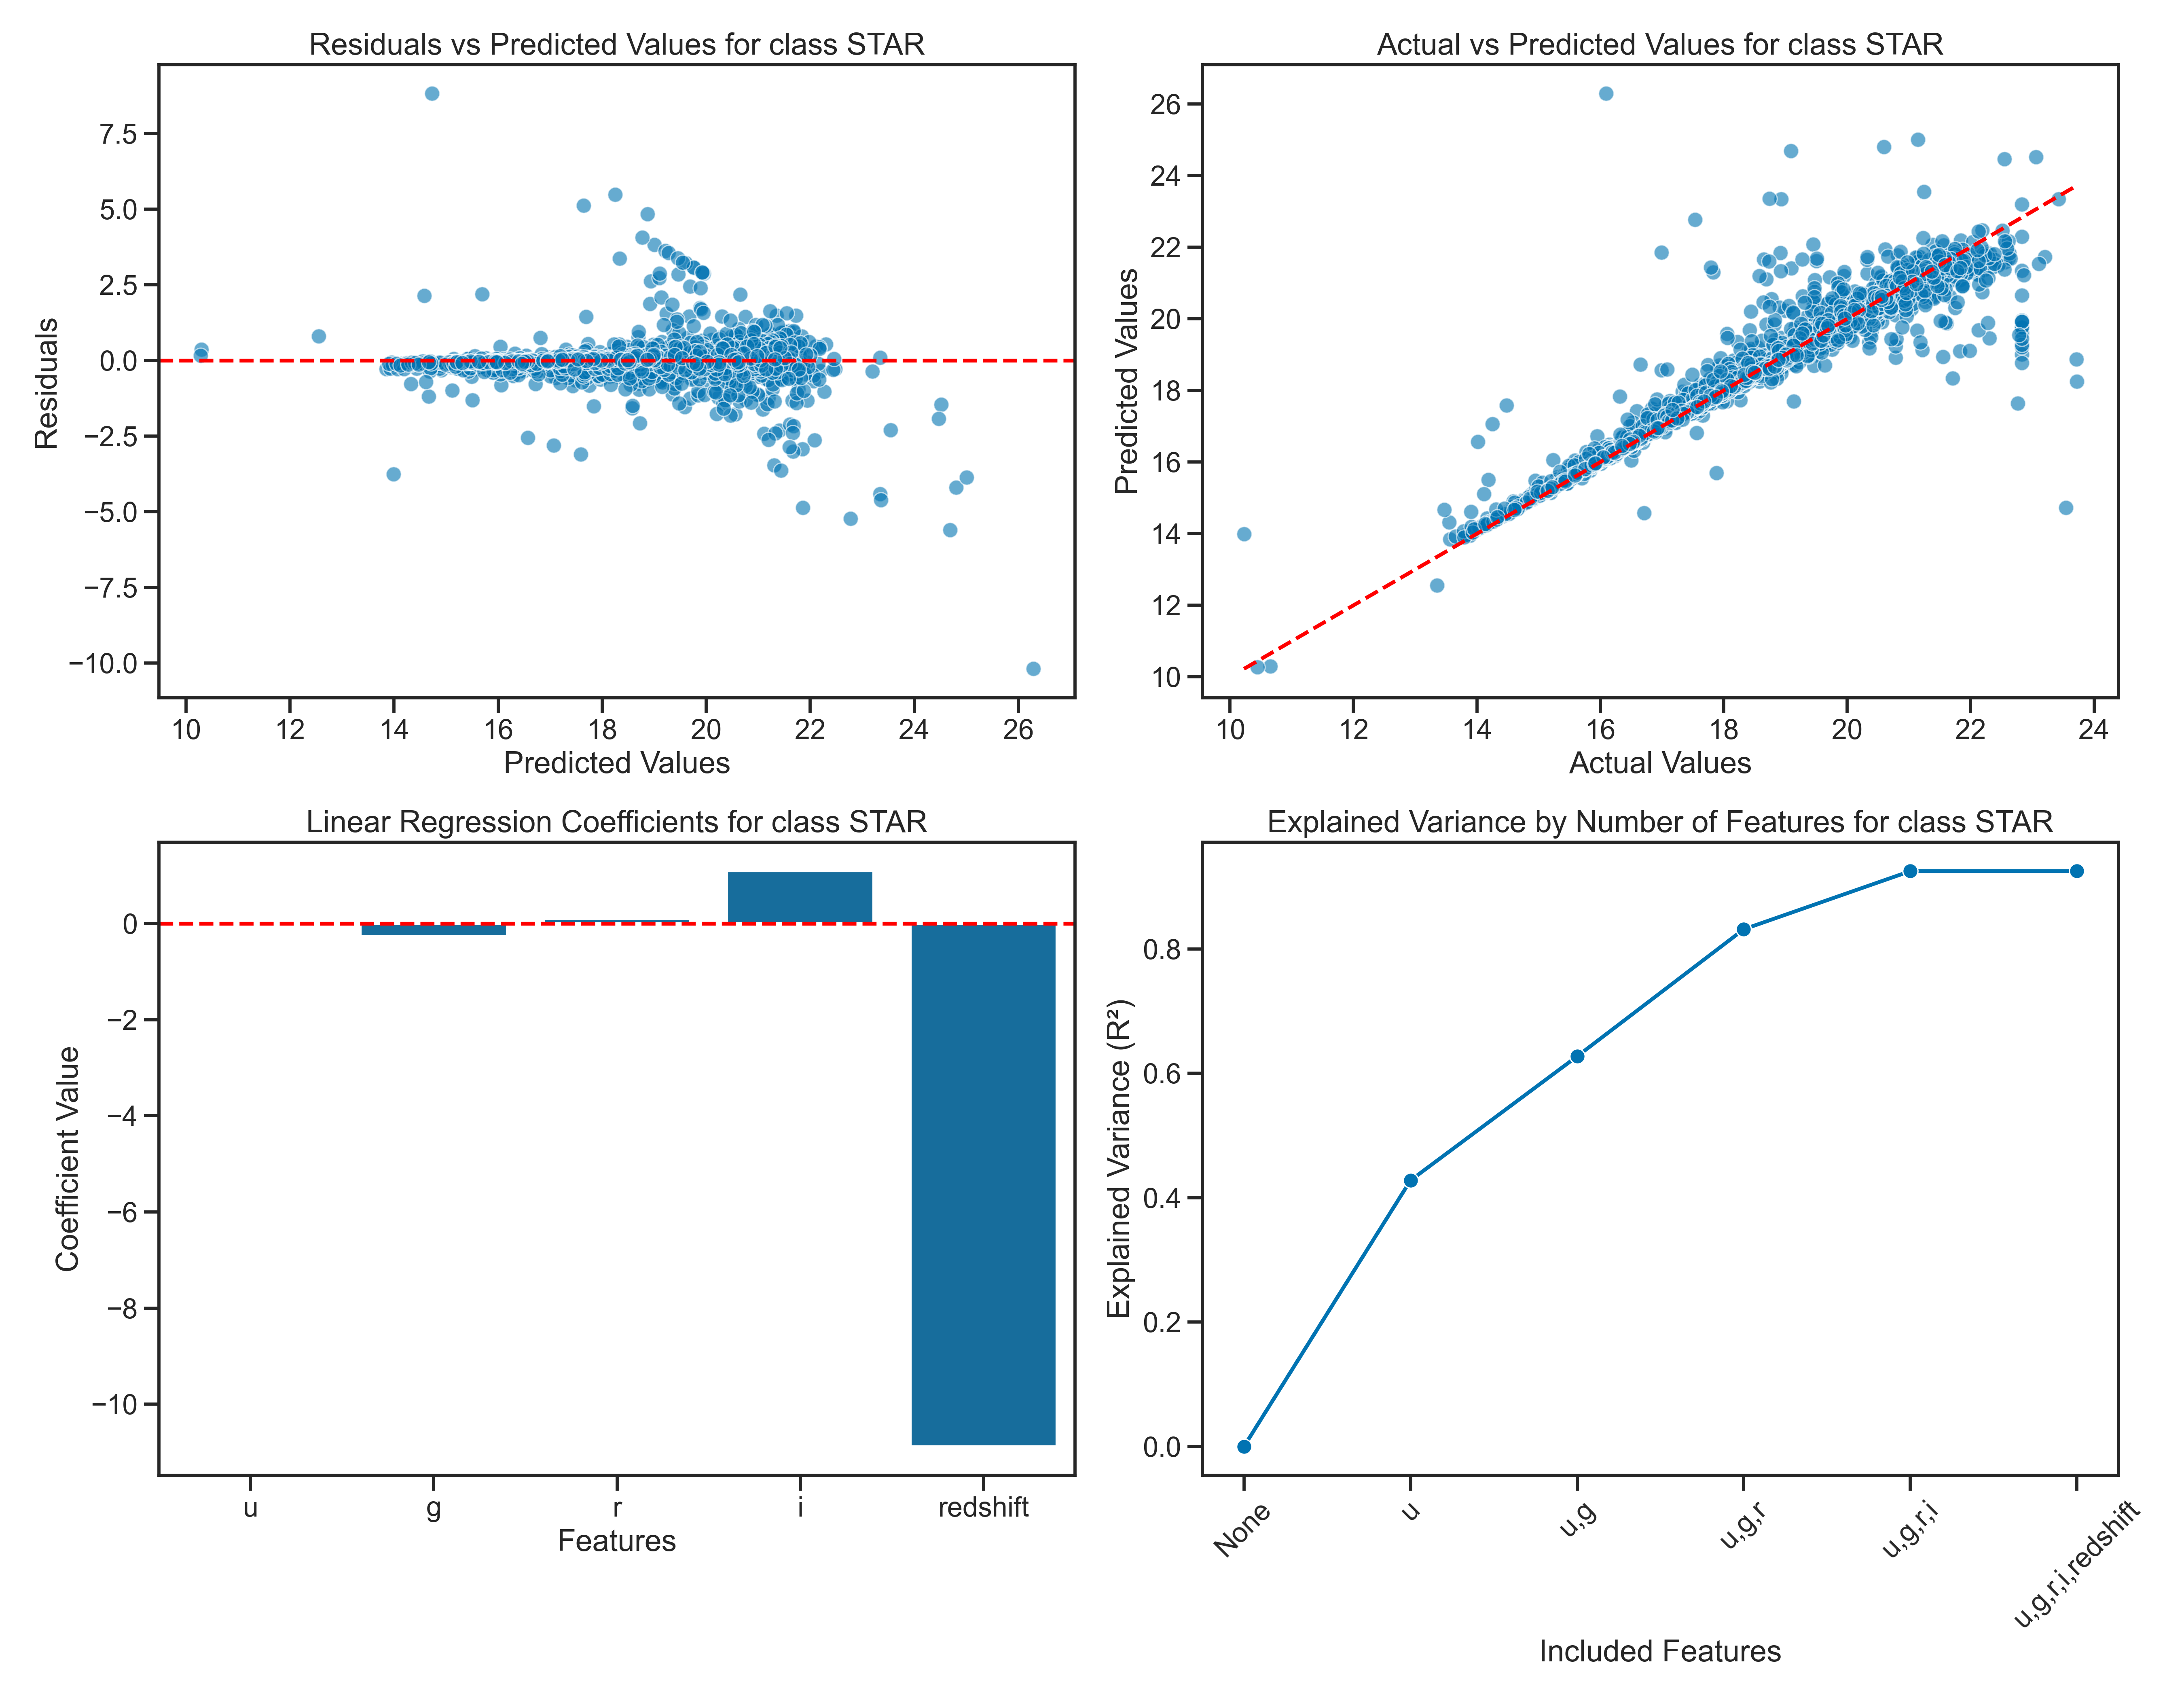 Residuals vs Predicted Values for class STAR
7.5
5.0
2.5
0.0
−2.5
−5.0
−7.5
−10.0
Residuals
10 12 14 16 18 20 22 24 26
Predicted Values
Actual vs Predicted Values for class STAR
26
24
22
20
18
16
14
12
10
Predicted Values
10 12 14 16 18 20 22 24
Actual Values
Linear Regression Coefficients for class STAR
0
−2
−4
−6
−8
−10
Coefficient Value
u g r i redshift
Features
Explained Variance by Number of Features for class STAR
0.8
0.6
0.4
0.2
0.0
Explained Variance (R²)
None
u
u,g
u,g,r
u,g,r,i
u,g,r,i,redshift
Included Features